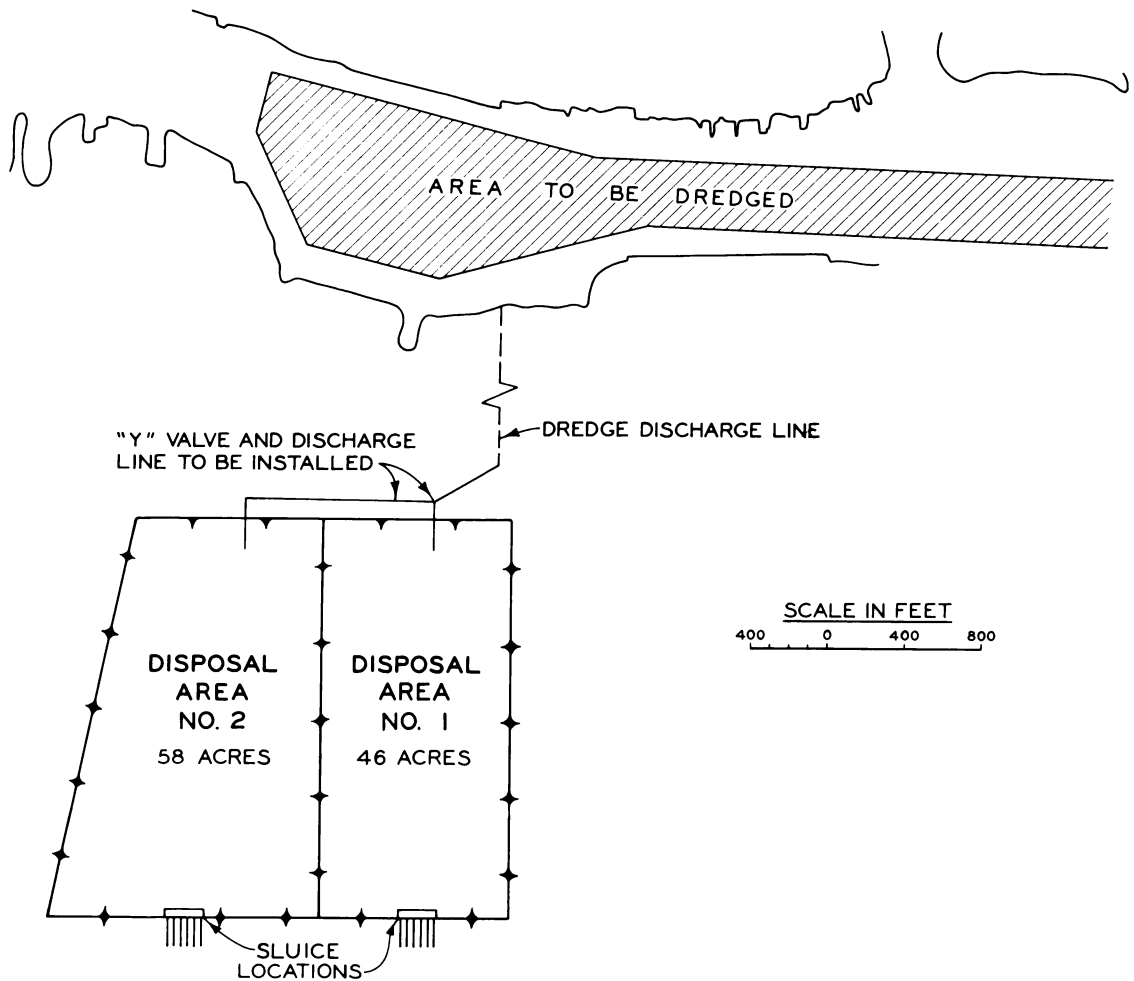 AREA TO BE DREDGED
"Y" VALVE AND DISCHARGE
LINE TO BE INSTALLED
DREDGE DISCHARGE LINE
SCALE IN FEET
400 0 400 800
DISPOSAL
AREA
NO. 2
58 ACRES
DISPOSAL
AREA
NO. 1
46 ACRES
SLUICE
LOCATIONS